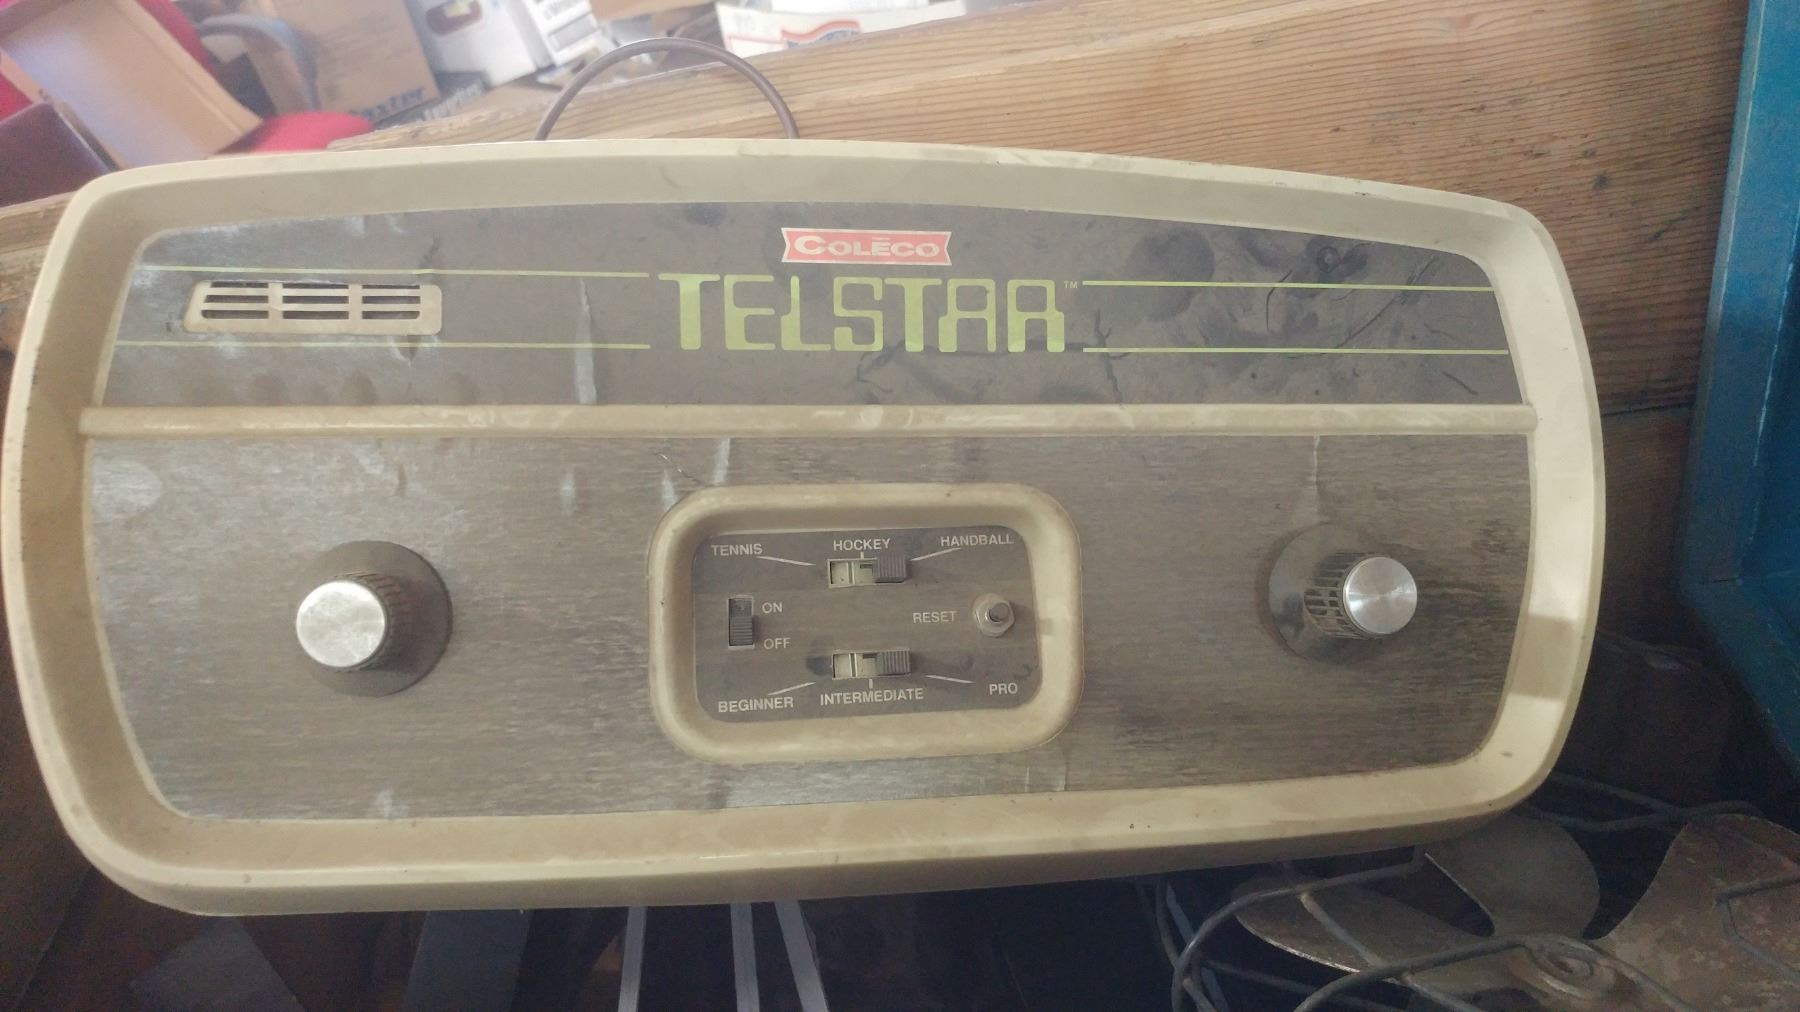 COLECO
TELSTAR™
TENNIS HOCKEY HANDBALL
ON
RESET
OFF
BEGINNER INTERMEDIATE PRO